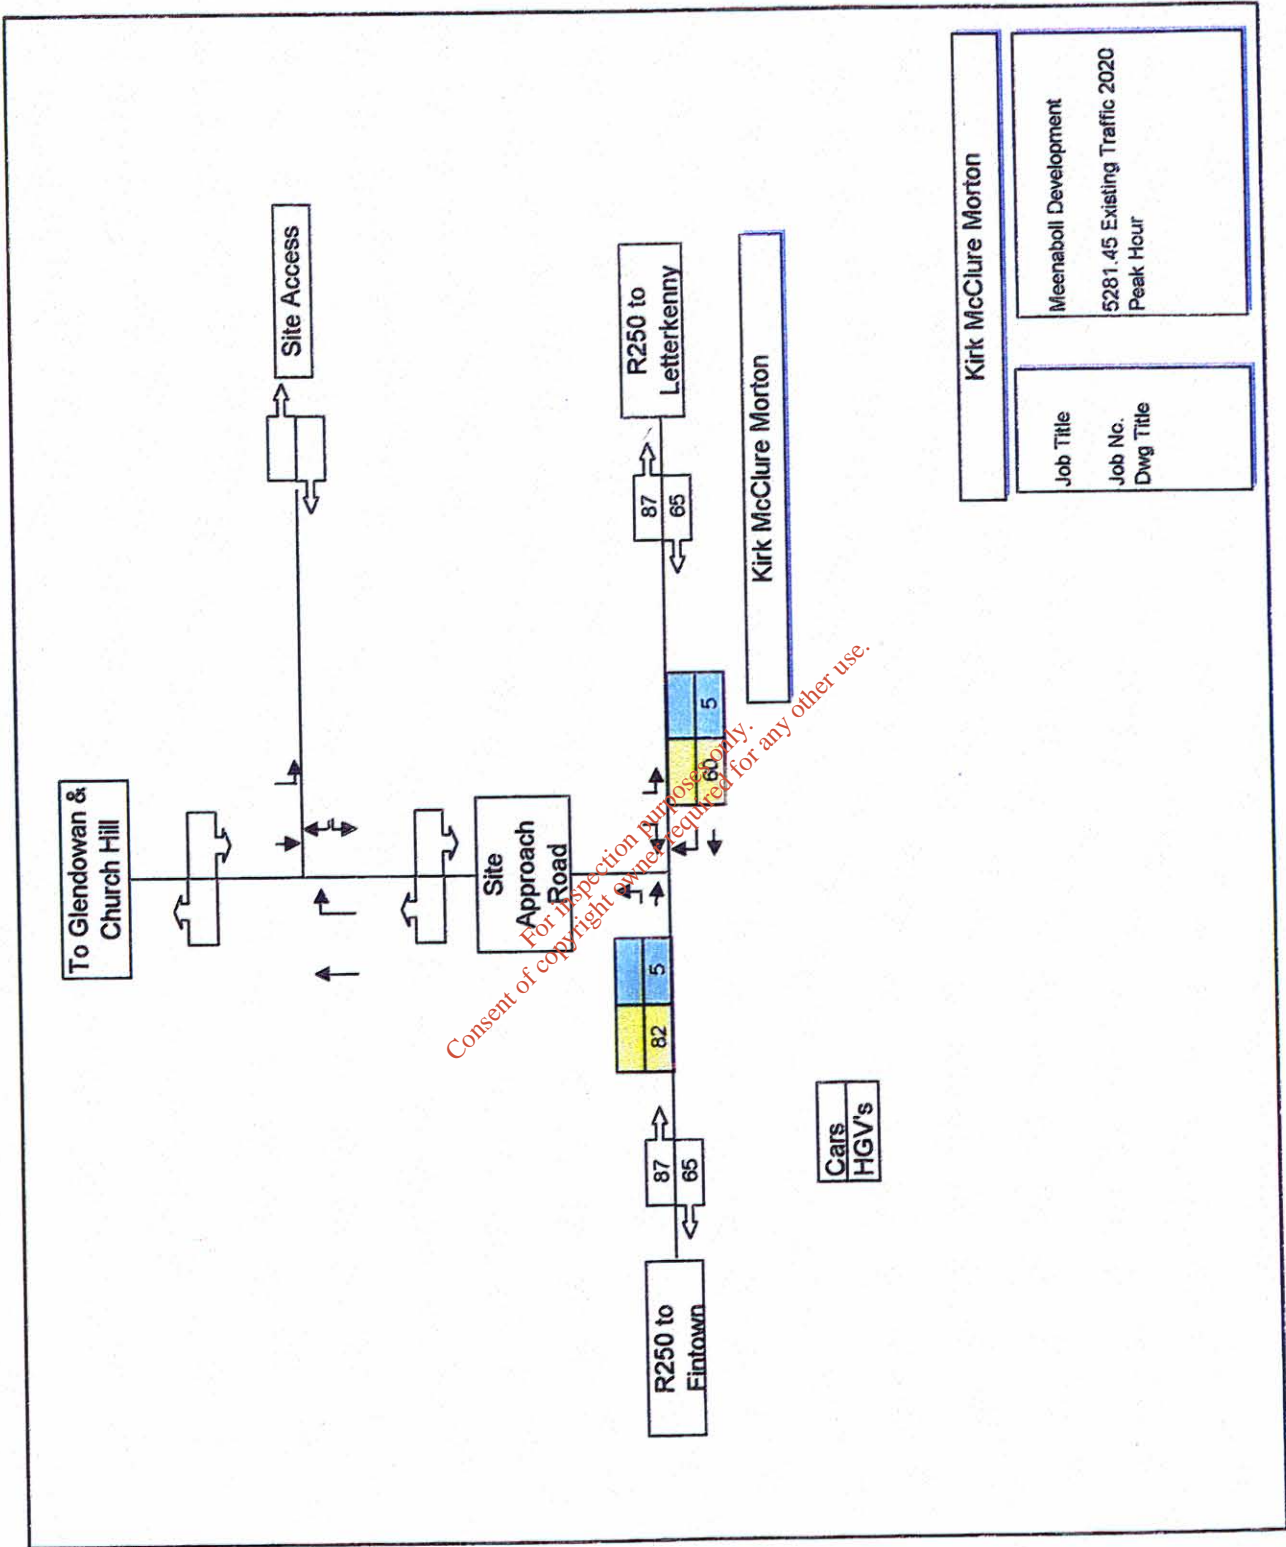 To Glendowan &
Church Hill
Site Access
Site
Approach
Road
82
5
60
5
87
65
87
65
R250 to
Fintown
R250 to
Letterkenny
Cars
HGV's
Kirk McClure Morton
Kirk McClure Morton
Job Title
Job No.
Dwg Title
Meenaboll Development
5281.45 Existing Traffic 2020
Peak Hour
For inspection purposes only.
Consent of copyright owner required for any other use.